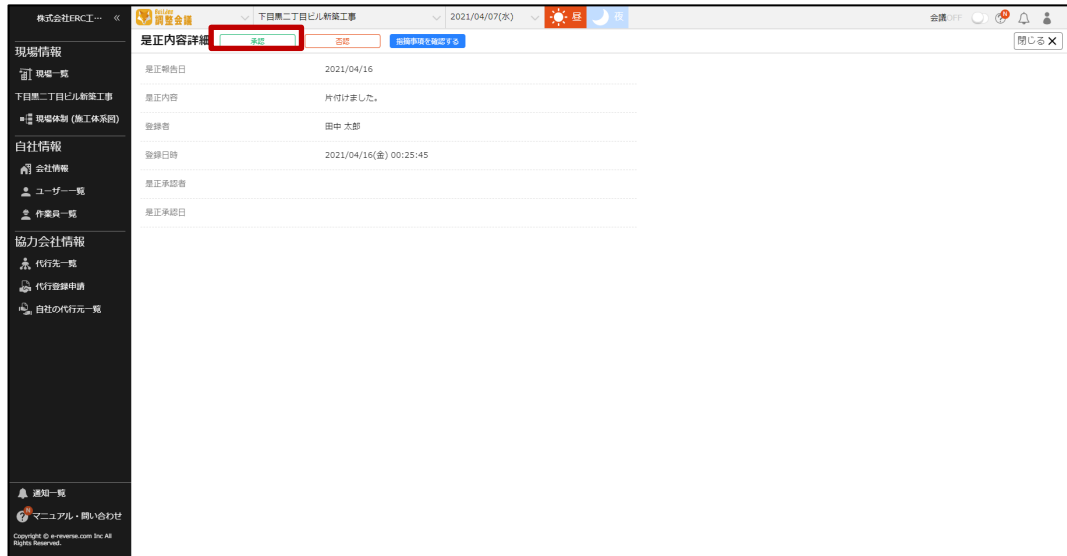 株式会社ERC工… «
現場情報
現場一覧
下目黒二丁目ビル新築工事
現場体制 (施工体系図)
自社情報
会社情報
ユーザー一覧
作業員一覧
協力会社情報
代行先一覧
代行登録申請
自社の代行元一覧
通知一覧
マニュアル・問い合わせ
Copyright © e-reverse.com Inc All
Rights Reserved.
Buildee
調整会議
下目黒二丁目ビル新築工事
2021/04/07(水)
昼
夜
会議OFF
N
是正内容詳細
承認
否認
指摘事項を確認する
閉じる X
是正報告日 2021/04/16
是正内容 片付けました。
登録者 田中 太郎
登録日時 2021/04/16(金) 00:25:45
是正承認者
是正承認日